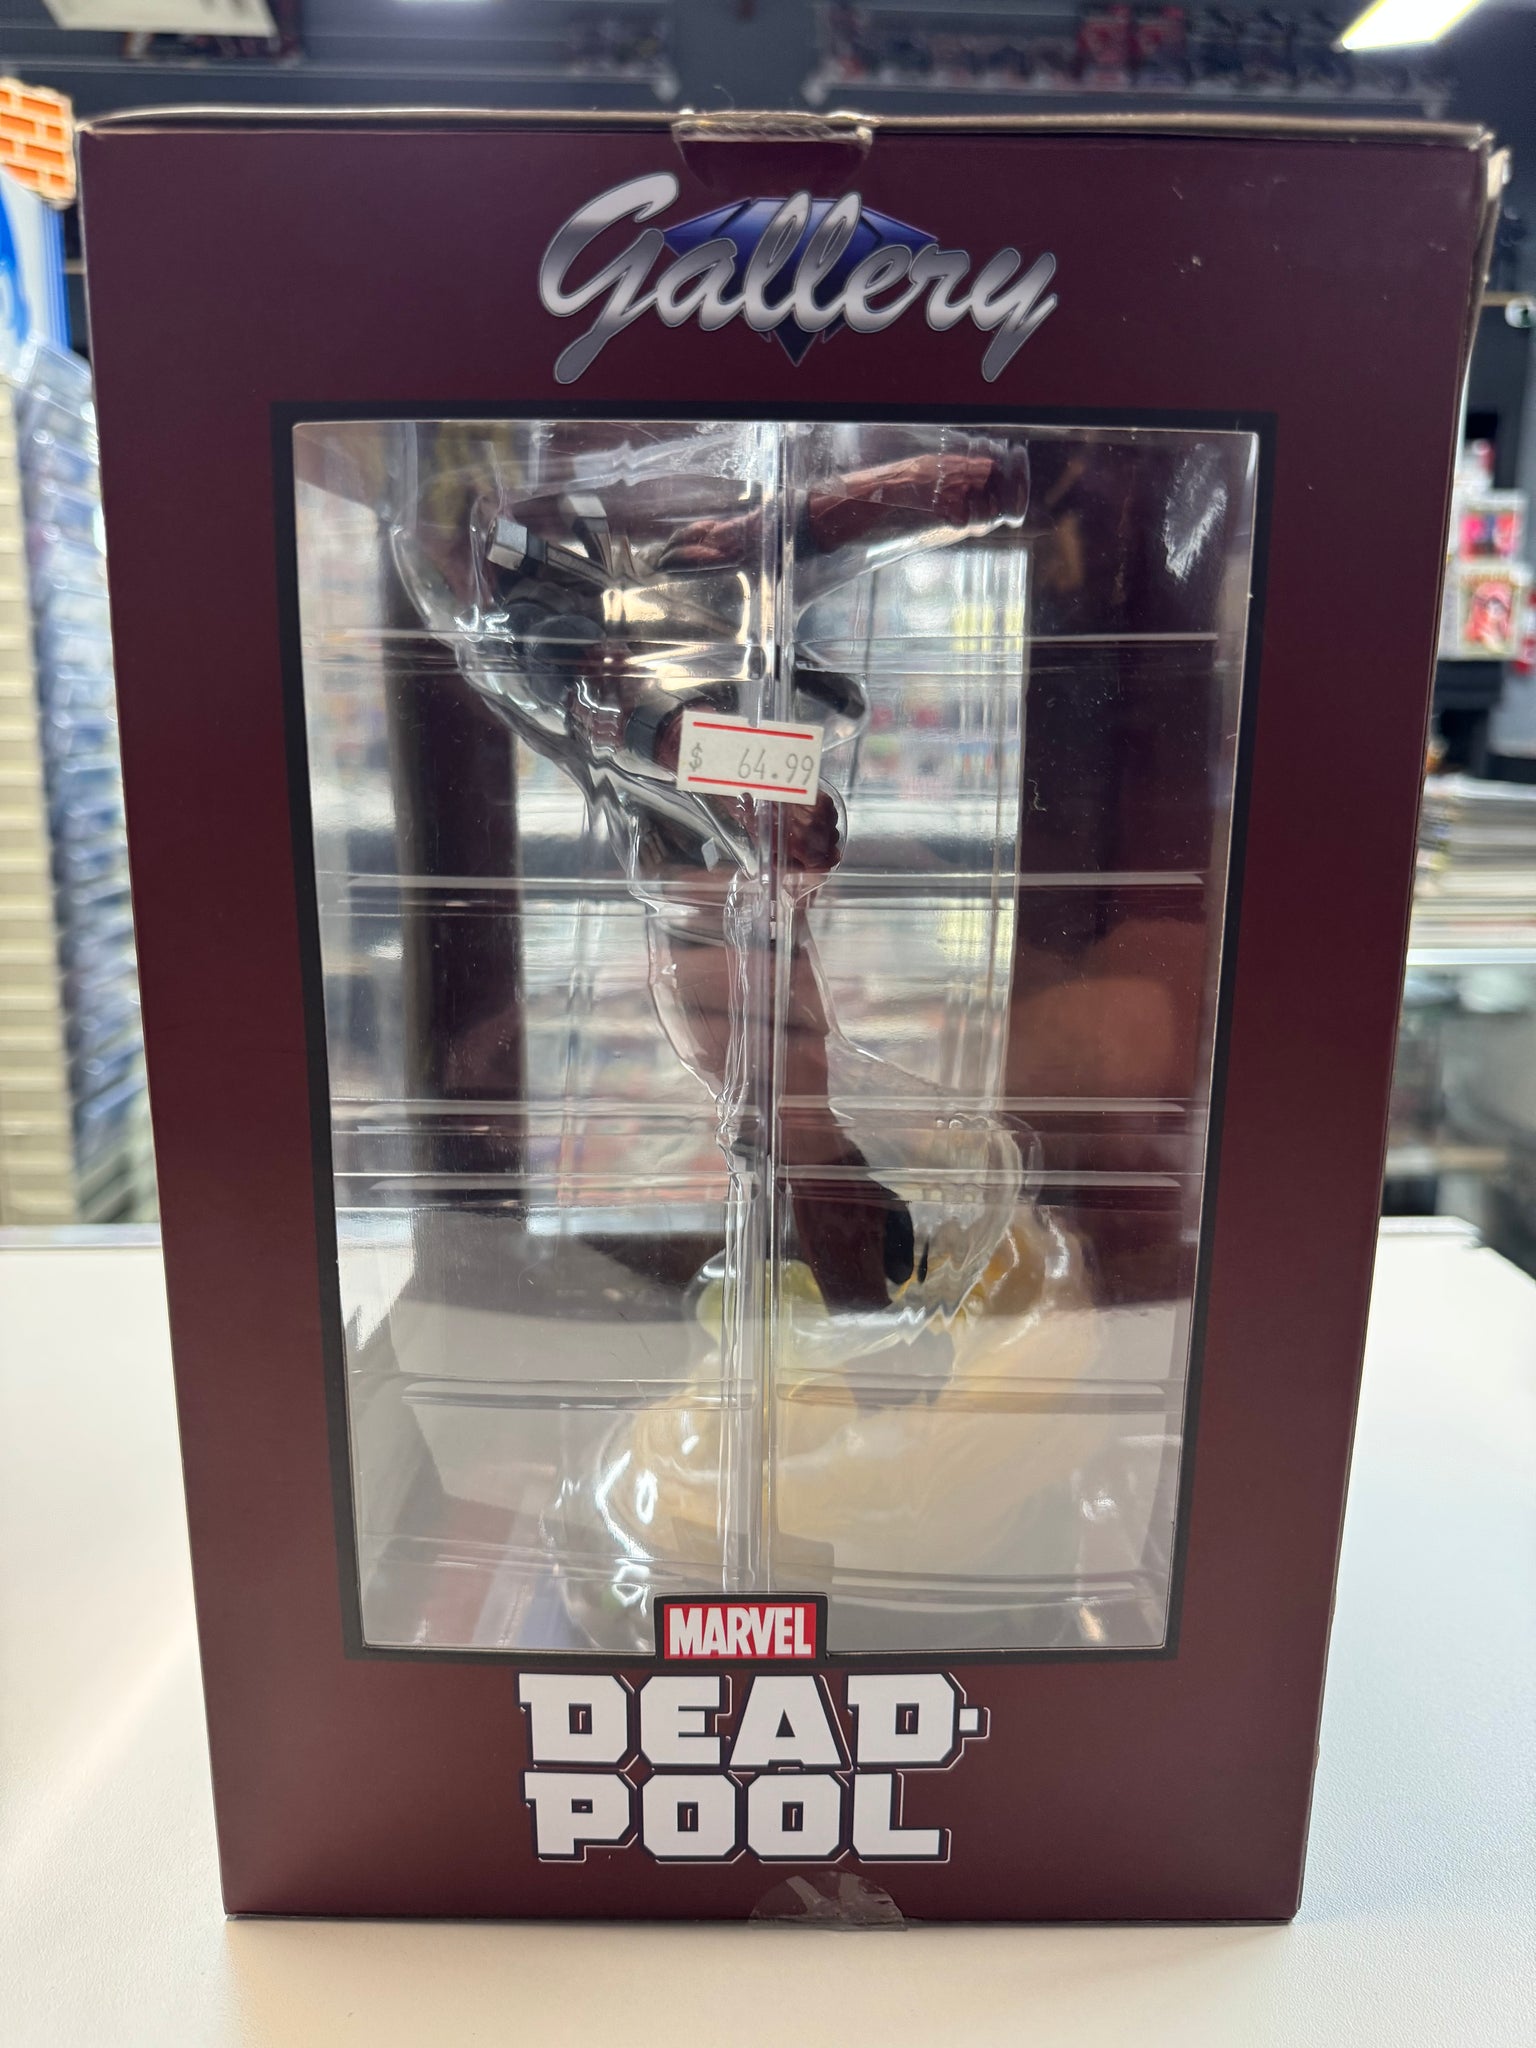 Gallery
$ 64.99
MARVEL
DEAD-
POOL